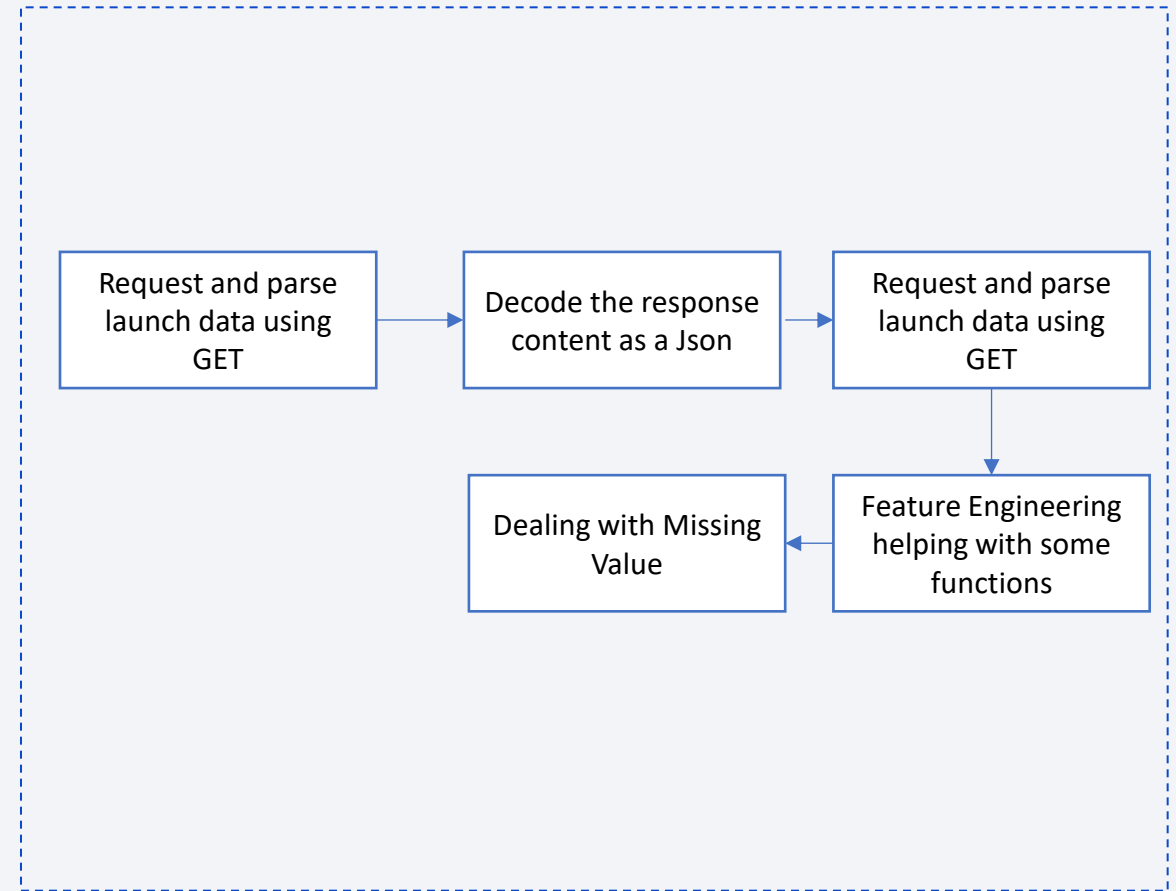 Request and parse
launch data using
GET
Decode the response
content as a Json
Request and parse
launch data using
GET
Feature Engineering
helping with some
functions
Dealing with Missing
Value